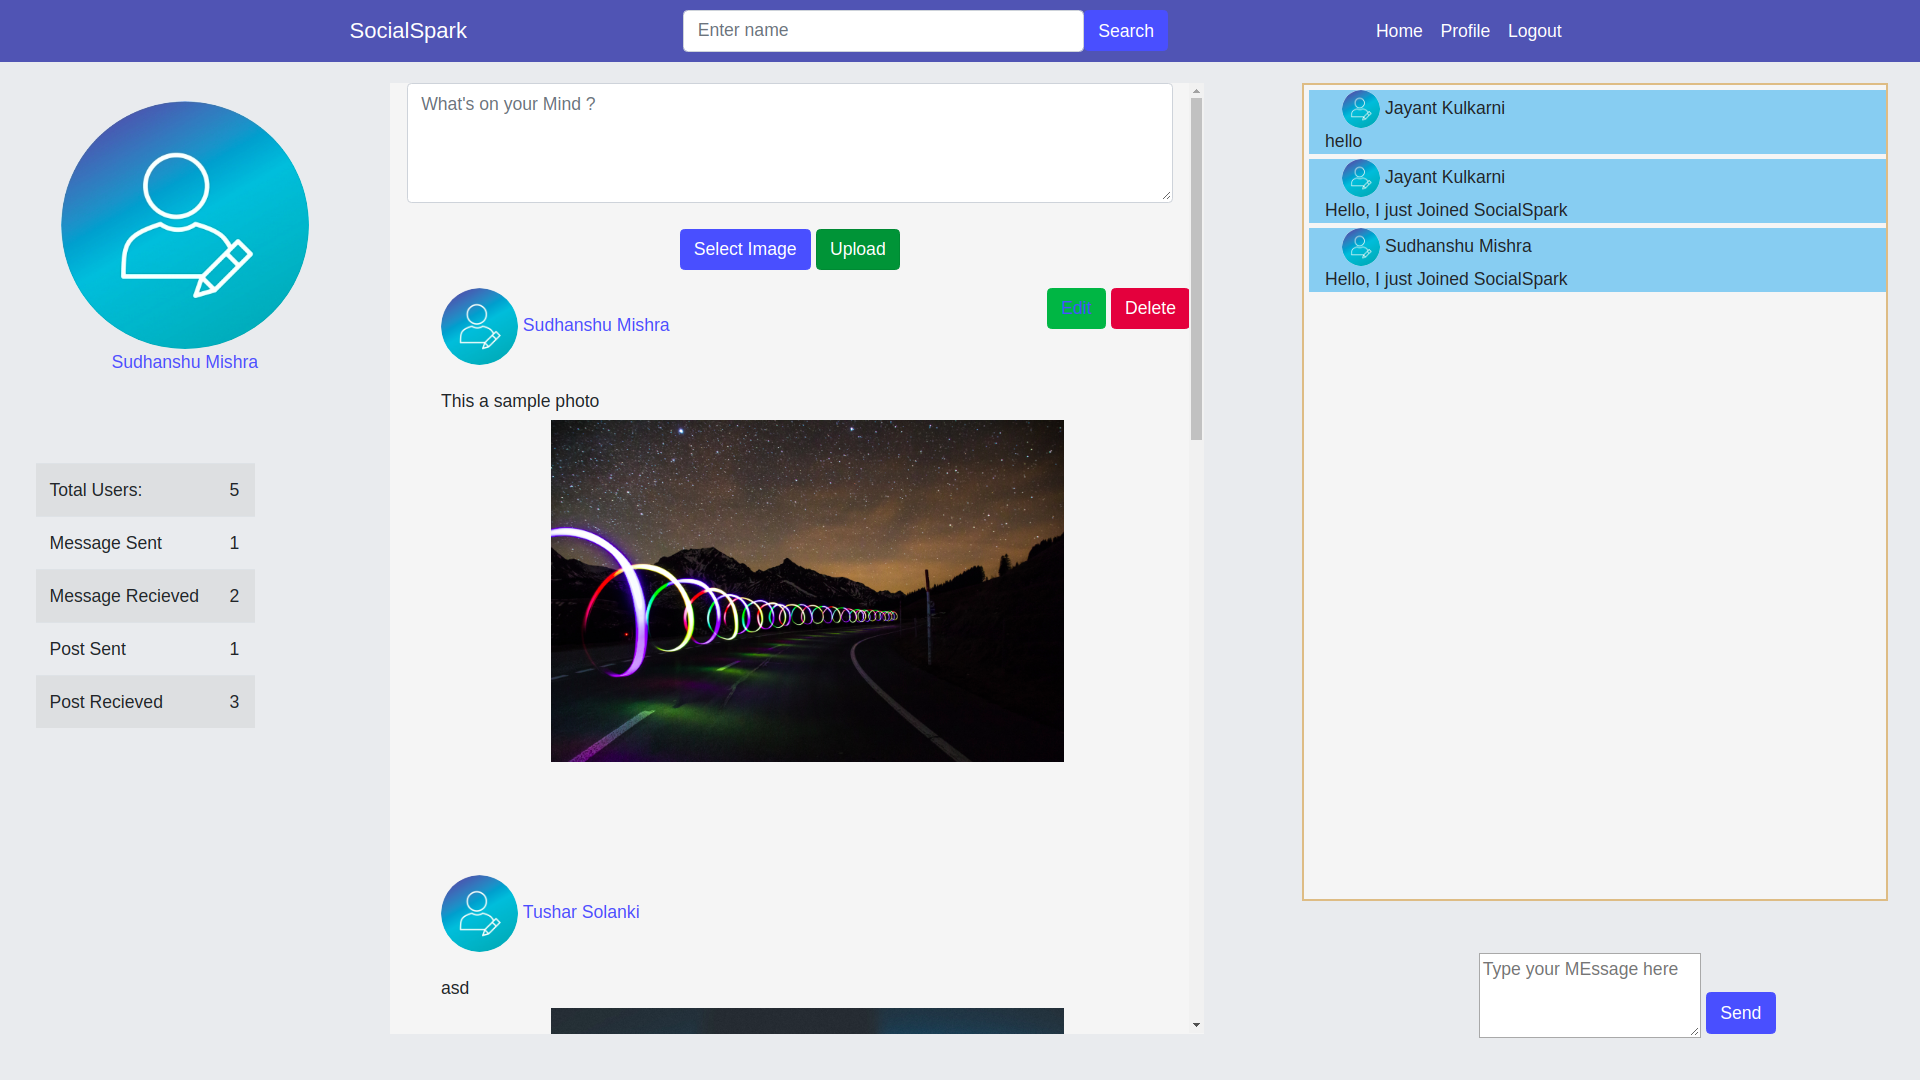 SocialSpark
Enter name
Search
Home
Profile
Logout
Sudhanshu Mishra
Total Users: 5
Message Sent 1
Message Recieved 2
Post Sent 1
Post Recieved 3
What's on your Mind ?
Select Image
Upload
Sudhanshu Mishra
Edit
Delete
This a sample photo
Tushar Solanki
asd
Jayant Kulkarni
hello
Jayant Kulkarni
Hello, I just Joined SocialSpark
Sudhanshu Mishra
Hello, I just Joined SocialSpark
Type your MEssage here
Send